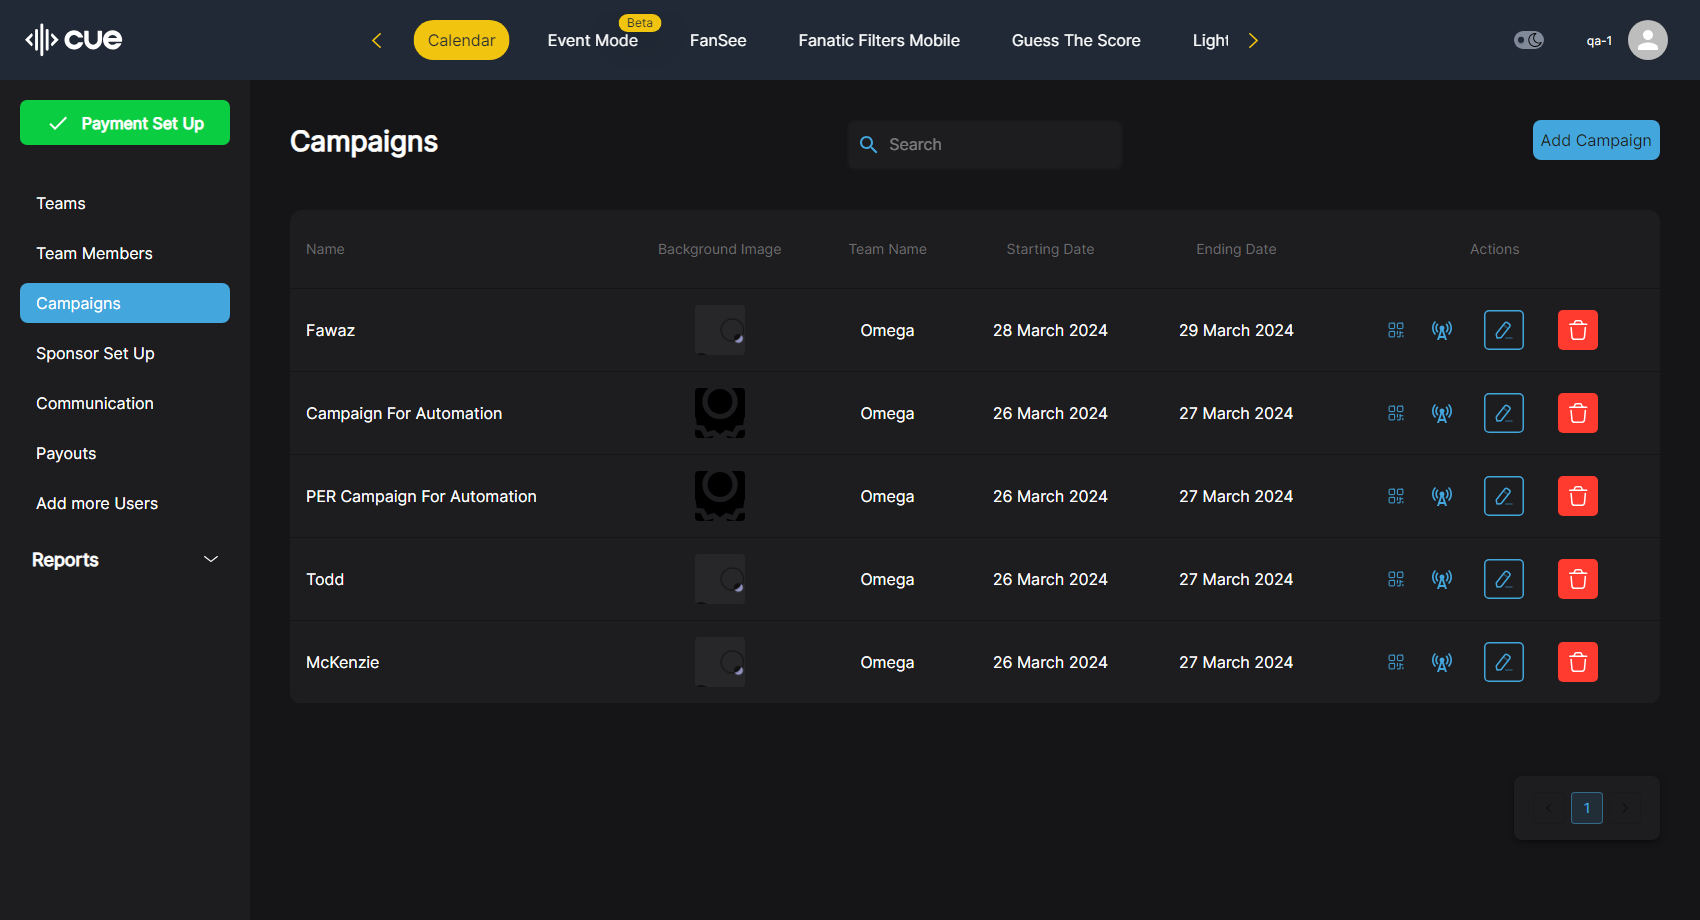 cue
Calendar
Event Mode
Beta
FanSee
Fanatic Filters Mobile
Guess The Score
Light
qa-1
Payment Set Up
Teams
Team Members
Campaigns
Sponsor Set Up
Communication
Payouts
Add more Users
Reports
Campaigns
Search
Add Campaign
Name Background Image Team Name Starting Date Ending Date Actions
Fawaz Omega 28 March 2024 29 March 2024
Campaign For Automation Omega 26 March 2024 27 March 2024
PER Campaign For Automation Omega 26 March 2024 27 March 2024
Todd Omega 26 March 2024 27 March 2024
McKenzie Omega 26 March 2024 27 March 2024
1